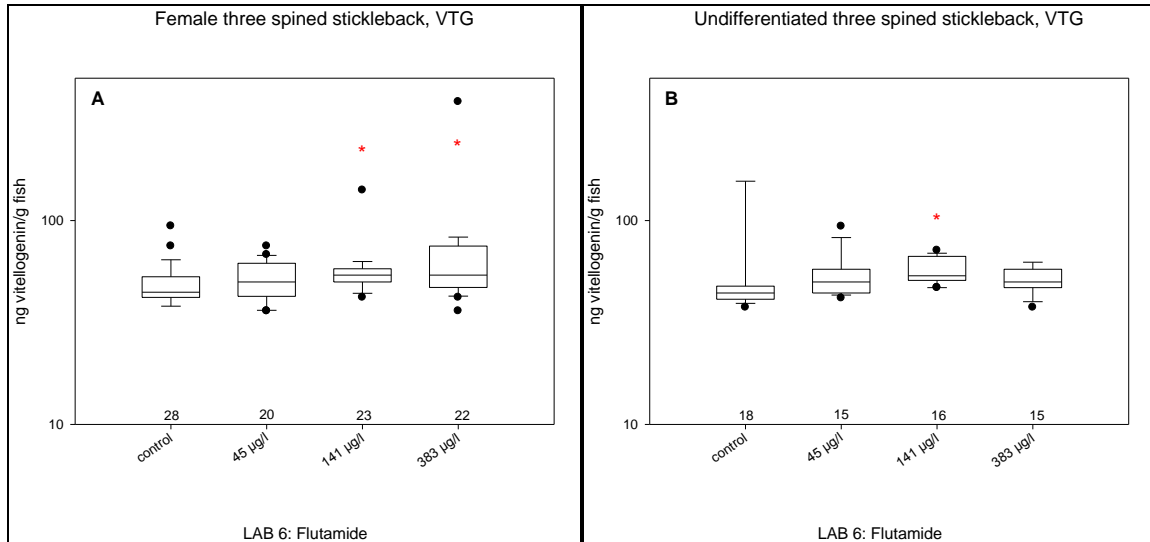 Female three spined stickleback, VTG
A
ng vitellogenin/g fish
100
10
*
*
28
20
23
22
control
45 µg/l
141 µg/l
383 µg/l
LAB 6: Flutamide
Undifferentiated three spined stickleback, VTG
B
ng vitellogenin/g fish
100
10
*
18
15
16
15
control
45 µg/l
141 µg/l
383 µg/l
LAB 6: Flutamide